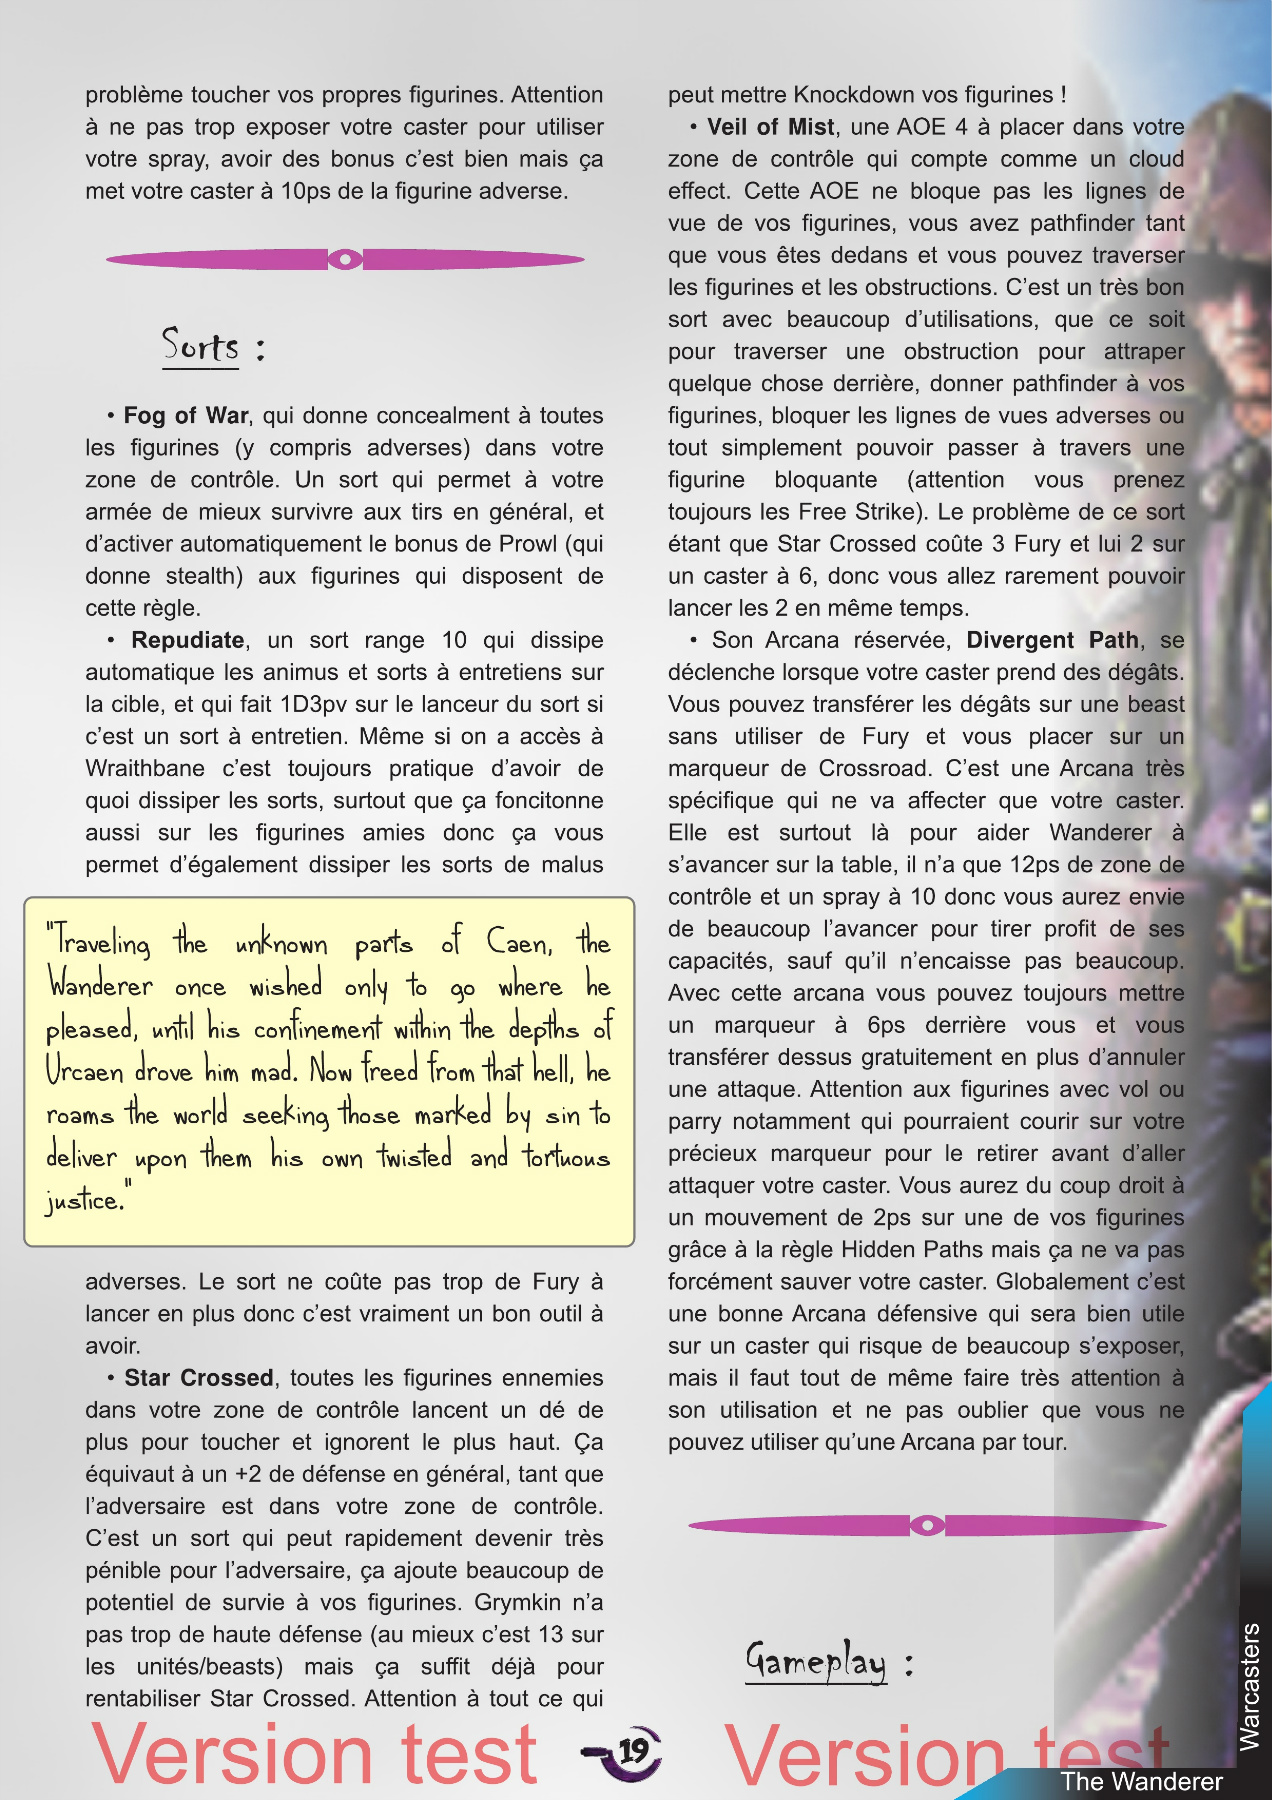 problème toucher vos propres figurines. Attention
à ne pas trop exposer votre caster pour utiliser
votre spray, avoir des bonus c'est bien mais ça
met votre caster à 10ps de la figurine adverse.
Sorts :
• Fog of War, qui donne concealment à toutes
les figurines (y compris adverses) dans votre
zone de contrôle. Un sort qui permet à votre
armée de mieux survivre aux tirs en général, et
d'activer automatiquement le bonus de Prowl (qui
donne stealth) aux figurines qui disposent de
cette règle.
• Repudiate, un sort range 10 qui dissipe
automatique les animus et sorts à entretiens sur
la cible, et qui fait 1D3pv sur le lanceur du sort si
c'est un sort à entretien. Même si on a accès à
Wraithbane c'est toujours pratique d'avoir de
quoi dissiper les sorts, surtout que ça foncitonne
aussi sur les figurines amies donc ça vous
permet d'également dissiper les sorts de malus
"Traveling the unknown parts of Caen, the
Wanderer once wished only to go where he
pleased, until his confinement within the depths of
Urcaen drove him mad. Now freed from that hell, he
roams the world seeking those marked by sin to
deliver upon them his own twisted and tortuous
justice."
adverses. Le sort ne coûte pas trop de Fury à
lancer en plus donc c'est vraiment un bon outil à
avoir.
• Star Crossed, toutes les figurines ennemies
dans votre zone de contrôle lancent un dé de
plus pour toucher et ignorent le plus haut. Ça
équivaut à un +2 de défense en général, tant que
l'adversaire est dans votre zone de contrôle.
C'est un sort qui peut rapidement devenir très
pénible pour l'adversaire, ça ajoute beaucoup de
potentiel de survie à vos figurines. Grymkin n'a
pas trop de haute défense (au mieux c'est 13 sur
les unités/beasts) mais ça suffit déjà pour
rentabiliser Star Crossed. Attention à tout ce qui
peut mettre Knockdown vos figurines !
• Veil of Mist, une AOE 4 à placer dans votre
zone de contrôle qui compte comme un cloud
effect. Cette AOE ne bloque pas les lignes de
vue de vos figurines, vous avez pathfinder tant
que vous êtes dedans et vous pouvez traverser
les figurines et les obstructions. C'est un très bon
sort avec beaucoup d'utilisations, que ce soit
pour traverser une obstruction pour attraper
quelque chose derrière, donner pathfinder à vos
figurines, bloquer les lignes de vues adverses ou
tout simplement pouvoir passer à travers une
figurine bloquante (attention vous prenez
toujours les Free Strike). Le problème de ce sort
étant que Star Crossed coûte 3 Fury et lui 2 sur
un caster à 6, donc vous allez rarement pouvoir
lancer les 2 en même temps.
• Son Arcana réservée, Divergent Path, se
déclenche lorsque votre caster prend des dégâts.
Vous pouvez transférer les dégâts sur une beast
sans utiliser de Fury et vous placer sur un
marqueur de Crossroad. C'est une Arcana très
spécifique qui ne va affecter que votre caster.
Elle est surtout là pour aider Wanderer à
s'avancer sur la table, il n'a que 12ps de zone de
contrôle et un spray à 10 donc vous aurez envie
de beaucoup l'avancer pour tirer profit de ses
capacités, sauf qu'il n'encaisse pas beaucoup.
Avec cette arcana vous pouvez toujours mettre
un marqueur à 6ps derrière vous et vous
transférer dessus gratuitement en plus d'annuler
une attaque. Attention aux figurines avec vol ou
parry notamment qui pourraient courir sur votre
précieux marqueur pour le retirer avant d'aller
attaquer votre caster. Vous aurez du coup droit à
un mouvement de 2ps sur une de vos figurines
grâce à la règle Hidden Paths mais ça ne va pas
forcément sauver votre caster. Globalement c'est
une bonne Arcana défensive qui sera bien utile
sur un caster qui risque de beaucoup s'exposer,
mais il faut tout de même faire très attention à
son utilisation et ne pas oublier que vous ne
pouvez utiliser qu'une Arcana par tour.
Gameplay :
Version test
19
Version test
The Wanderer
Warcasters